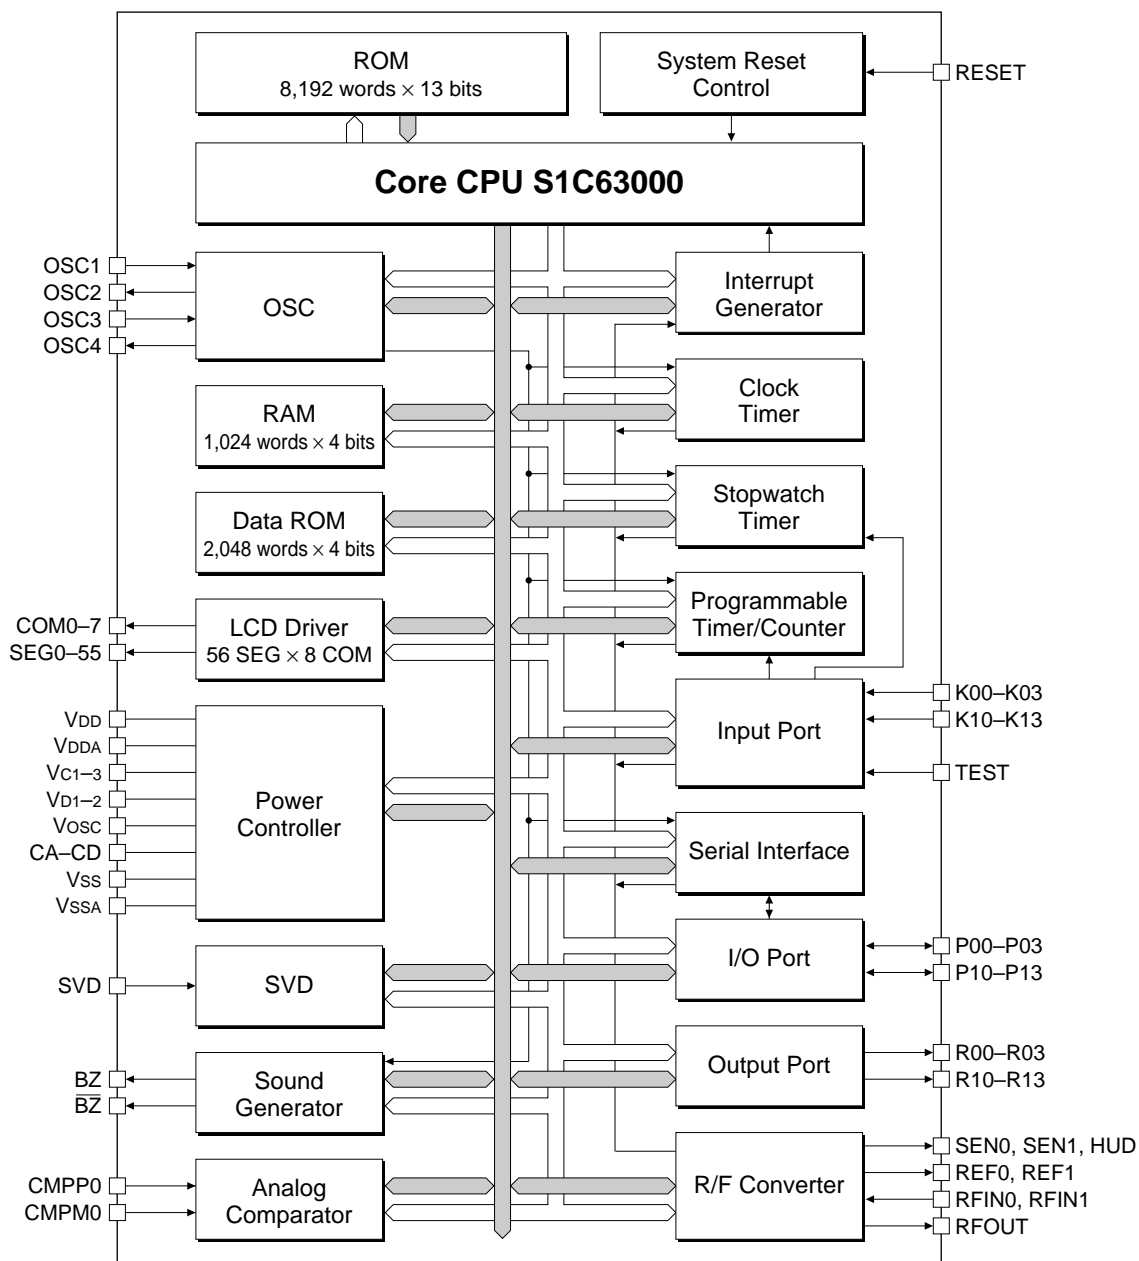 ROM
8,192 words × 13 bits
System Reset
Control
RESET
Core CPU S1C63000
OSC1
OSC2
OSC3
OSC4
OSC
Interrupt
Generator
RAM
1,024 words × 4 bits
Clock
Timer
Data ROM
2,048 words × 4 bits
Stopwatch
Timer
COM0–7
SEG0–55
LCD Driver
56 SEG × 8 COM
Programmable
Timer/Counter
Input Port
K00–K03
K10–K13
TEST
VDD
VDDA
VC1–3
VD1–2
VOSC
CA–CD
VSS
VSSA
Power
Controller
Serial Interface
I/O Port
P00–P03
P10–P13
SVD
SVD
Output Port
R00–R03
R10–R13
BZ
B̅Z̅
Sound
Generator
CMPP0
CMPM0
Analog
Comparator
R/F Converter
SEN0, SEN1, HUD
REF0, REF1
RFIN0, RFIN1
RFOUT